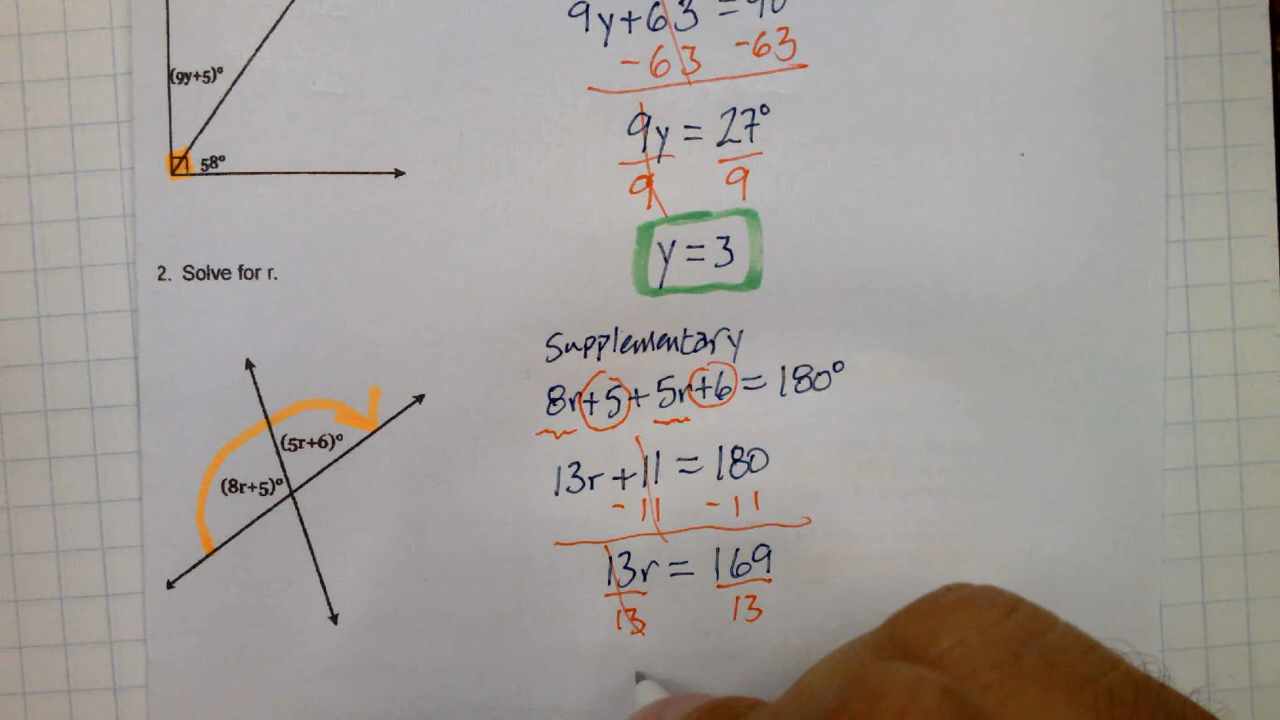 9y+63 = 90
-63 -63
(9y+5)°
9y = 27°
58°
9 9
y = 3
2. Solve for r.
Supplementary
8r+5+5r+6 = 180°
(5r+6)°
13r+11 = 180
(8r+5)°
-11 -11
13r = 169
13 13